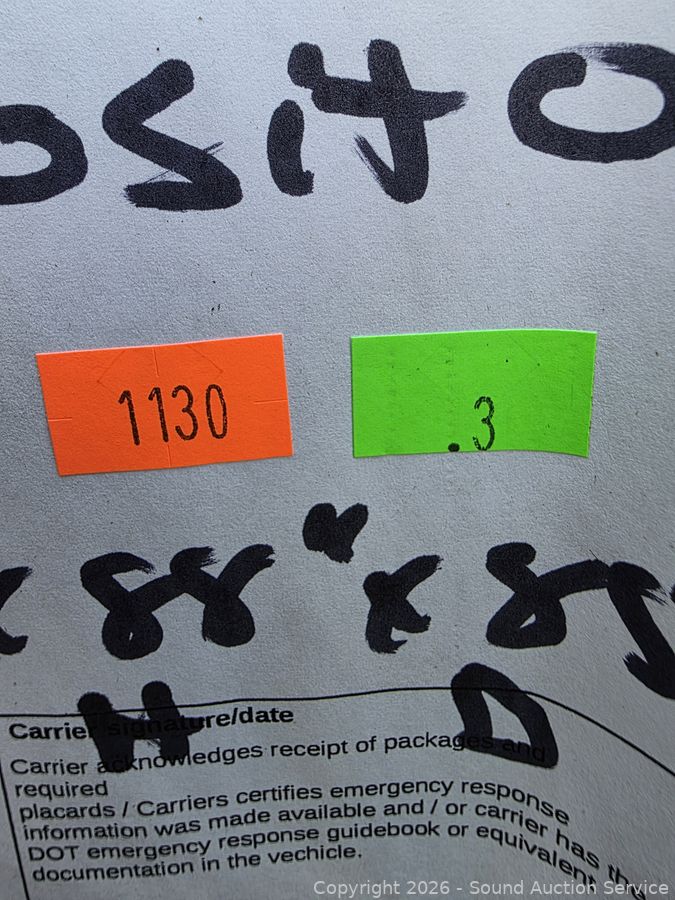 osito
1130
.3
x 88" x 89
H D
Carrier signature/date
Carrier acknowledges receipt of packages and
required
placards / Carriers certifies emergency response
information was made available and / or carrier has the
DOT emergency response guidebook or equivalent
documentation in the vechicle.
Copyright 2026 - Sound Auction Service